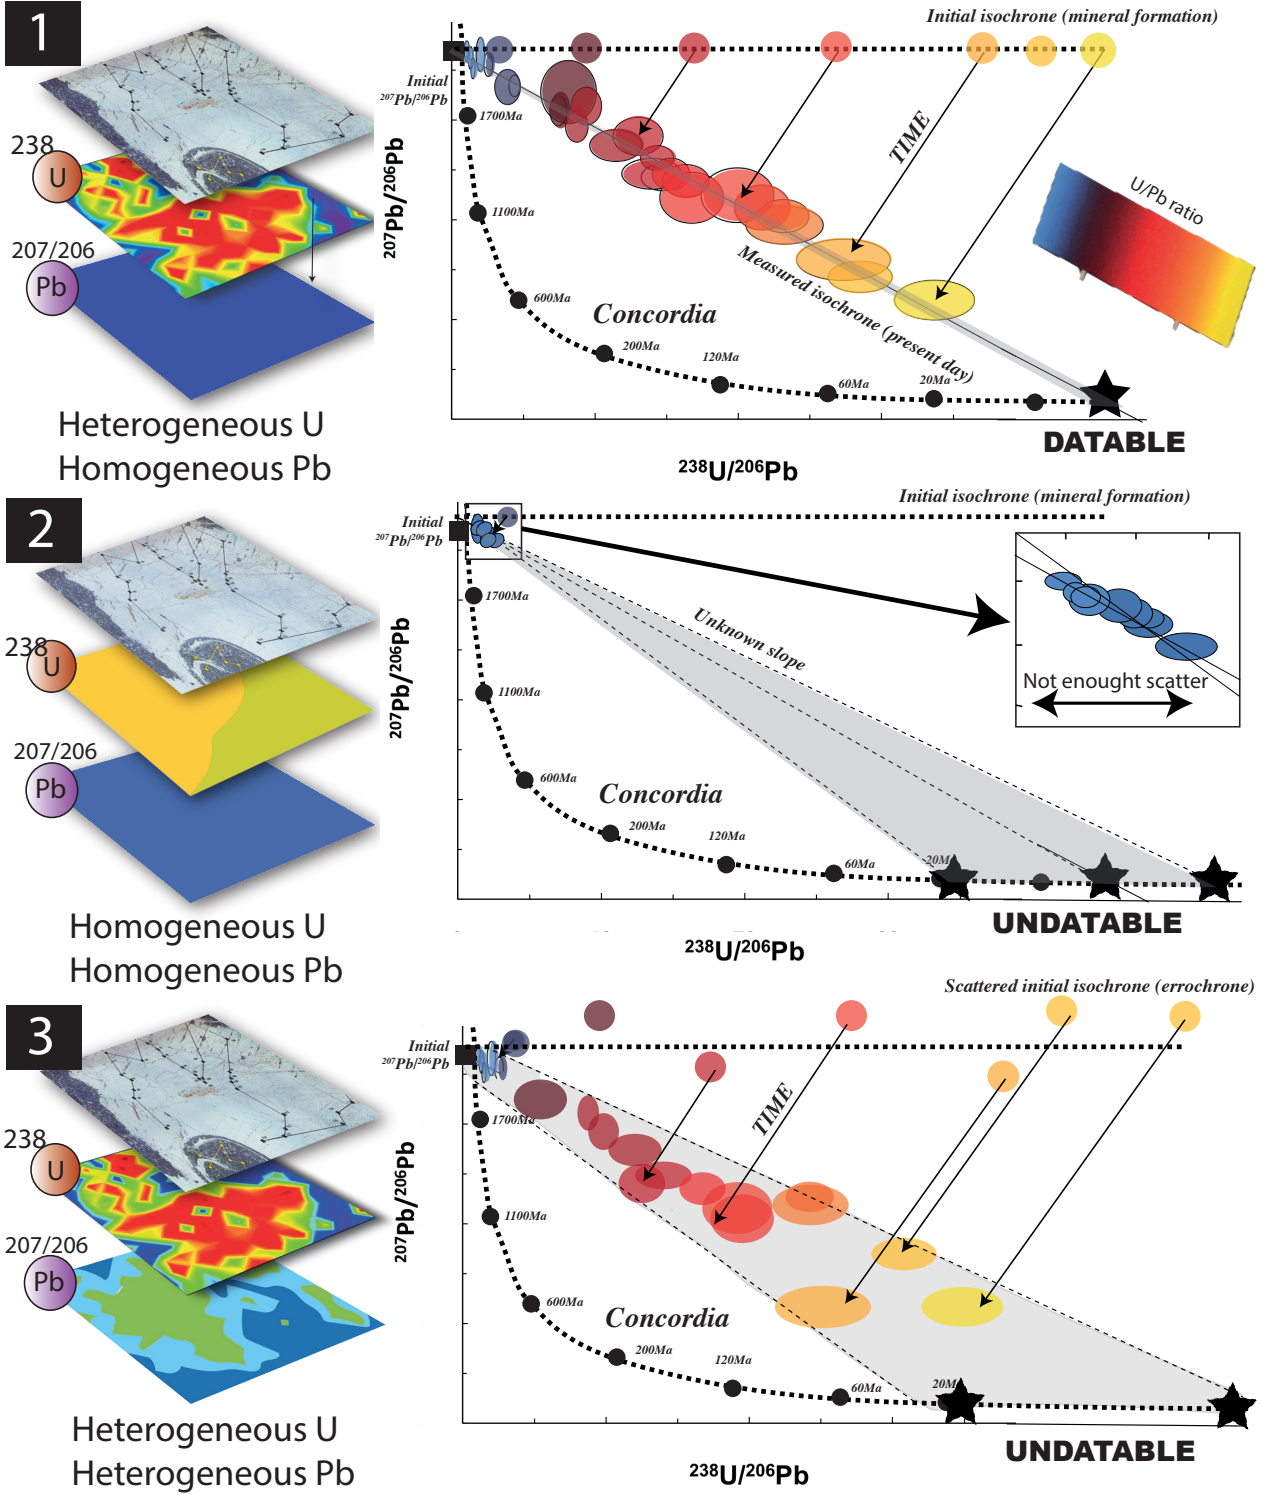 1
238
U
207/206
Pb
Heterogeneous U
Homogeneous Pb
Initial isochrone (mineral formation)
Initial
207Pb/206Pb
207Pb/206Pb
1700Ma
1100Ma
600Ma
200Ma
120Ma
60Ma
20Ma
Concordia
TIME
Measured isochrone (present day)
U/Pb ratio
DATABLE
238U/206Pb
2
238
U
207/206
Pb
Homogeneous U
Homogeneous Pb
Initial isochrone (mineral formation)
Initial
207Pb/206Pb
207Pb/206Pb
1700Ma
1100Ma
600Ma
200Ma
120Ma
60Ma
20Ma
Concordia
Unknown slope
Not enought scatter
UNDATABLE
238U/206Pb
3
238
U
207/206
Pb
Heterogeneous U
Heterogeneous Pb
Scattered initial isochrone (errochrone)
Initial
207Pb/206Pb
207Pb/206Pb
1700Ma
1100Ma
600Ma
200Ma
120Ma
60Ma
20Ma
Concordia
TIME
UNDATABLE
238U/206Pb